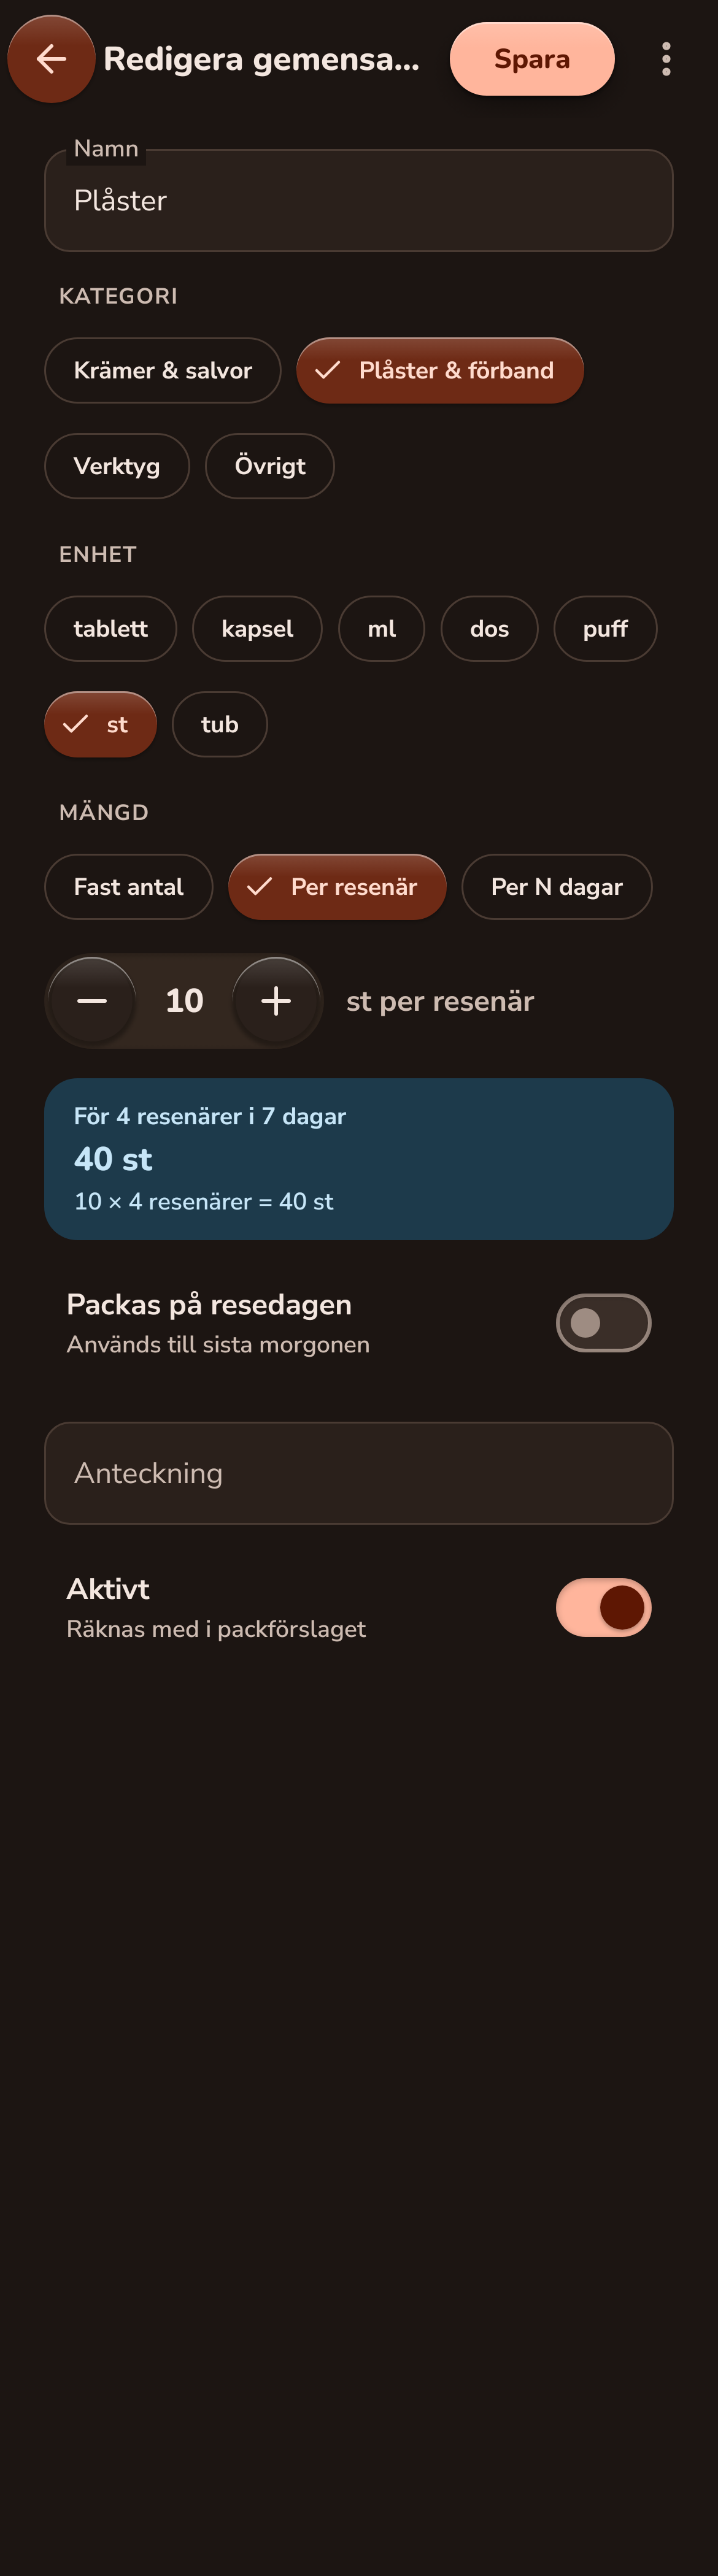 Redigera gemensa...
Spara
Namn
Plåster
KATEGORI
Krämer & salvor
Plåster & förband
Verktyg
Övrigt
ENHET
tablett
kapsel
ml
dos
puff
st
tub
MÄNGD
Fast antal
Per resenär
Per N dagar
10
st per resenär
För 4 resenärer i 7 dagar
40 st
10 × 4 resenärer = 40 st
Packas på resedagen
Används till sista morgonen
Anteckning
Aktivt
Räknas med i packförslaget